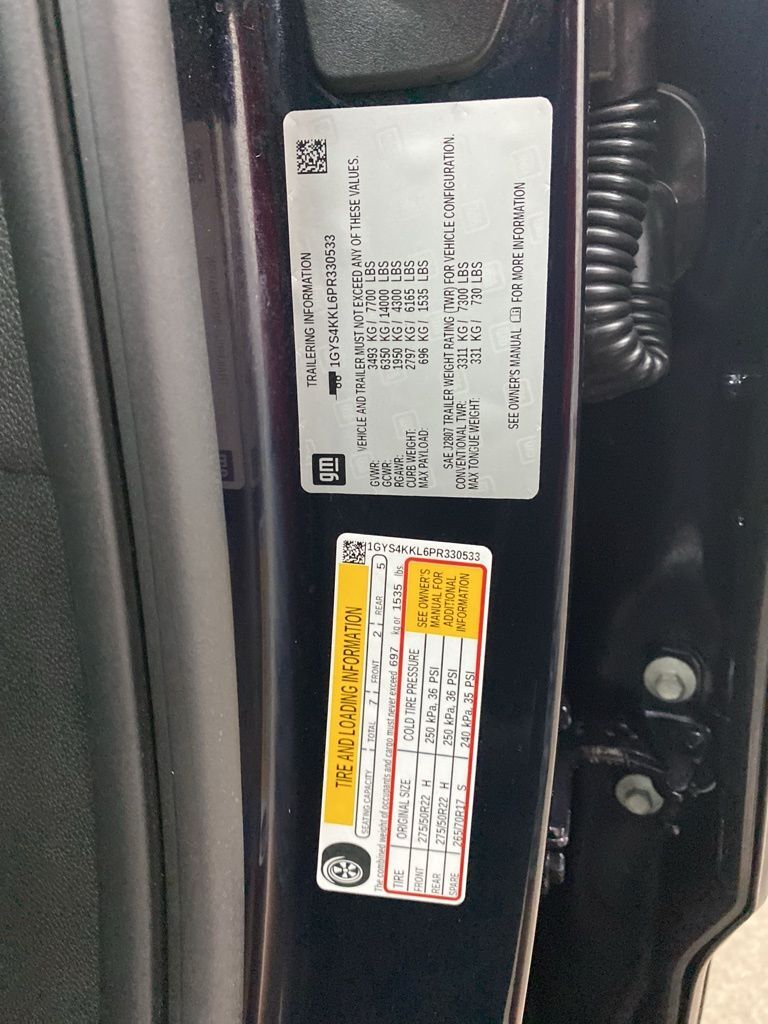 TRAILERING INFORMATION
1GYS4KKL6PR330533
VEHICLE AND TRAILER MUST NOT EXCEED ANY OF THESE VALUES.
GVWR: 3493 KG/ 7700 LBS
GCWR: 6350 KG/14000 LBS
RGAWR: 1950 KG/ 4300 LBS
CURB WEIGHT: 2797 KG/ 6165 LBS
MAX PAYLOAD: 696 KG/ 1535 LBS
SAE J2807 TRAILER WEIGHT RATING (TWR) FOR VEHICLE CONFIGURATION.
CONVENTIONAL TWR: 3311 KG/ 7300 LBS
MAX TONGUE WEIGHT: 331 KG/ 730 LBS
SEE OWNER'S MANUAL FOR MORE INFORMATION
gm
TIRE AND LOADING INFORMATION
SEATING CAPACITY TOTAL 7 FRONT 2 REAR 5
The combined weight of occupants and cargo must never exceed 697 kg or 1535 lbs.
TIRE ORIGINAL SIZE COLD TIRE PRESSURE
FRONT 275/50R22 H 250 kPa, 36 PSI
REAR 275/50R22 H 250 kPa, 36 PSI
SPARE 265/70R17 S 240 kPa, 35 PSI
SEE OWNER'S
MANUAL FOR
ADDITIONAL
INFORMATION
1GYS4KKL6PR330533